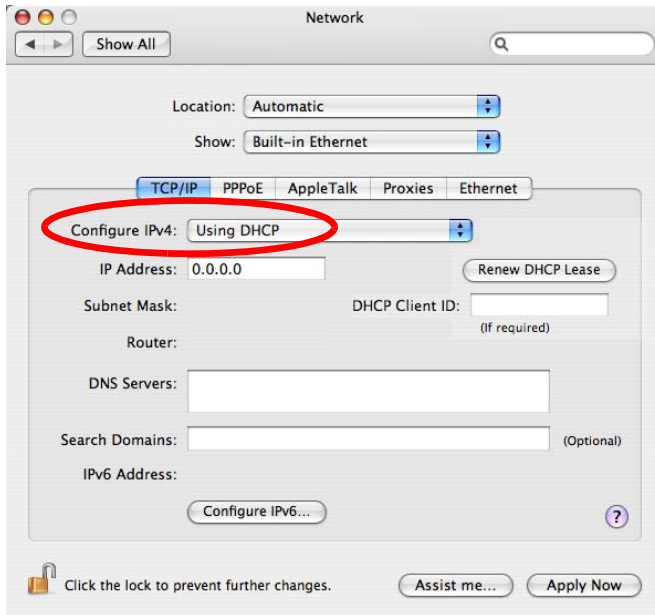 Network
Show All
Location: Automatic
Show: Built-in Ethernet
TCP/IP PPPoE AppleTalk Proxies Ethernet
Configure IPv4: Using DHCP
IP Address: 0.0.0.0 Renew DHCP Lease
Subnet Mask: DHCP Client ID:
(If required)
Router:
DNS Servers:
Search Domains: (Optional)
IPv6 Address:
Configure IPv6... ?
Click the lock to prevent further changes. Assist me... Apply Now